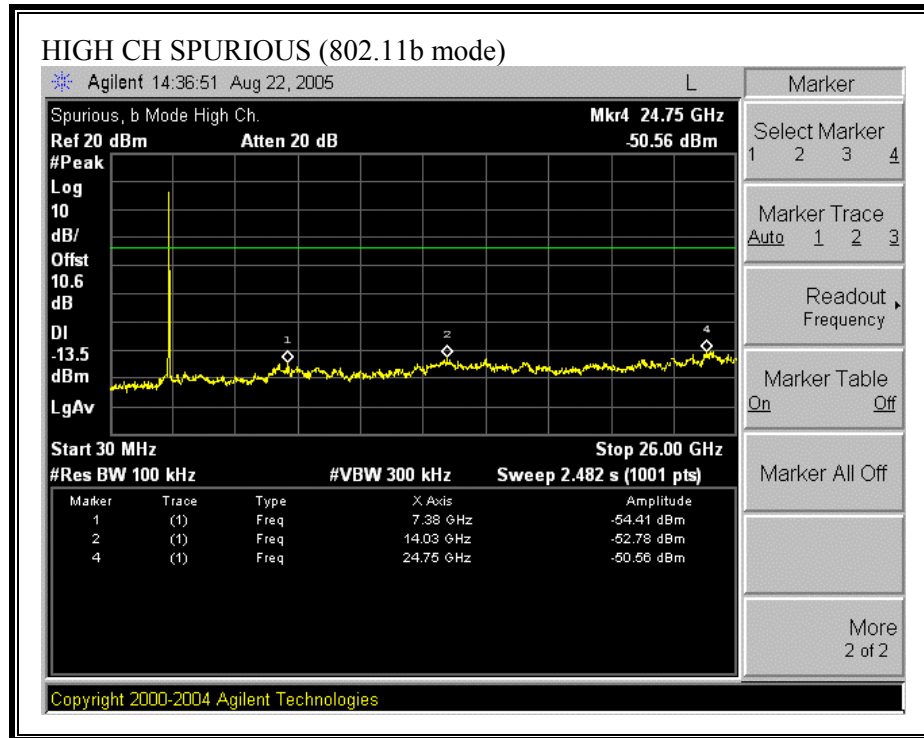 HIGH CH SPURIOUS (802.11b mode)
Agilent 14:36:51 Aug 22, 2005 L
Spurious, b Mode High Ch. Mkr4 24.75 GHz
Ref 20 dBm Atten 20 dB -50.56 dBm
#Peak
Log
10
dB/
Offst
10.6
dB
DI
-13.5
dBm
LgAv
1
2
4
Start 30 MHz Stop 26.00 GHz
#Res BW 100 kHz #VBW 300 kHz Sweep 2.482 s (1001 pts)
Marker Trace Type X Axis Amplitude
1 (1) Freq 7.38 GHz -54.41 dBm
2 (1) Freq 14.03 GHz -52.78 dBm
4 (1) Freq 24.75 GHz -50.56 dBm
Marker
Select Marker
1 2 3 4
Marker Trace
Auto 1 2 3
Readout
Frequency
Marker Table
On Off
Marker All Off
More
2 of 2
Copyright 2000-2004 Agilent Technologies